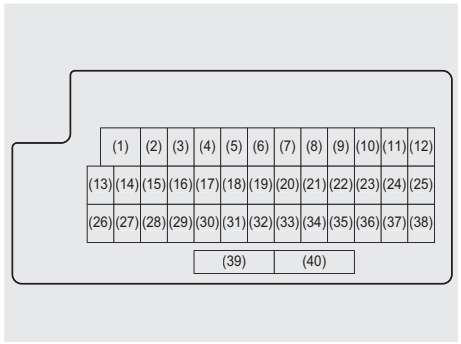 (1) (2) (3) (4) (5) (6) (7) (8) (9) (10) (11) (12)
(13) (14) (15) (16) (17) (18) (19) (20) (21) (22) (23) (24) (25)
(26) (27) (28) (29) (30) (31) (32) (33) (34) (35) (36) (37) (38)
(39) (40)